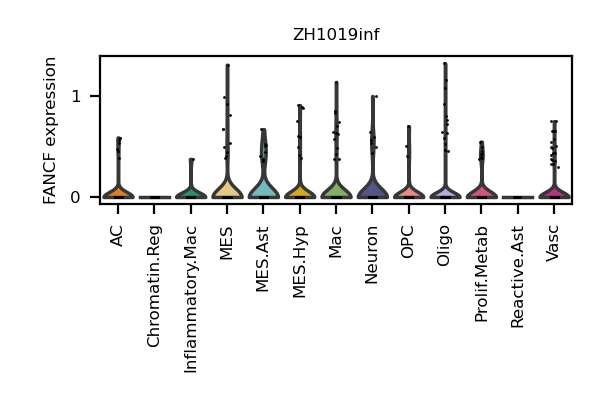 ZH1019inf
FANCF expression
1
0
AC
Chromatin.Reg
Inflammatory.Mac
MES
MES.Ast
MES.Hyp
Mac
Neuron
OPC
Oligo
Prolif.Metab
Reactive.Ast
Vasc